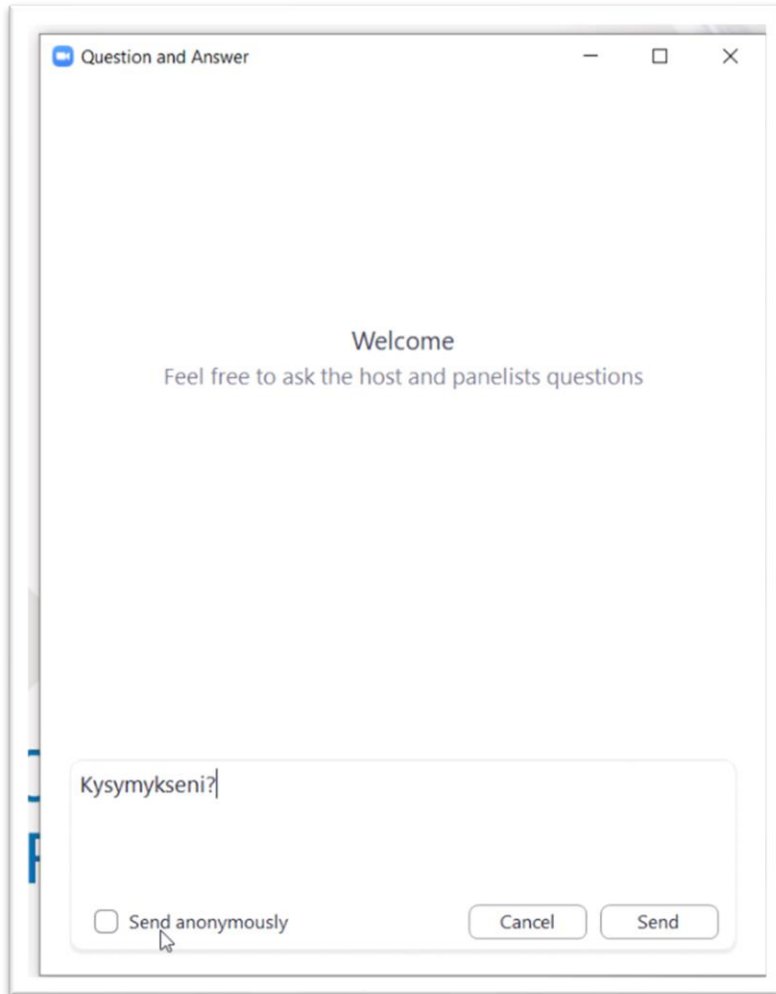 Question and Answer
Welcome
Feel free to ask the host and panelists questions
Kysymykseni?
Send anonymously
Cancel
Send